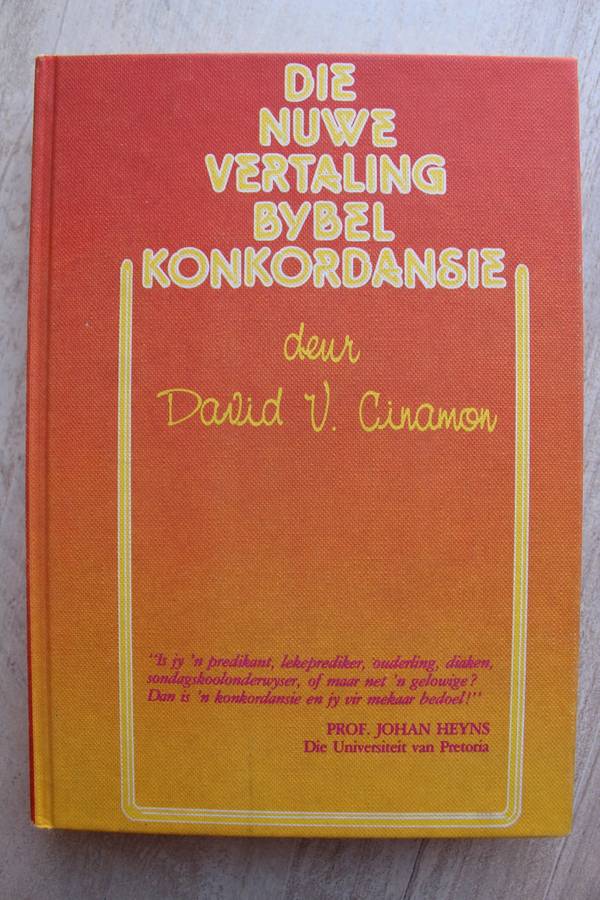 DIE
NUWE
VERTALING
BYBEL
KONKORDANSIE
deur
David V. Cinamon
“Is jy 'n predikant, lekeprediker, ouderling, diaken,
sondagskoolonderwyser, of maar net 'n gelowige?
Dan is 'n konkordansie en jy vir mekaar bedoel!”
PROF. JOHAN HEYNS
Die Universiteit van Pretoria